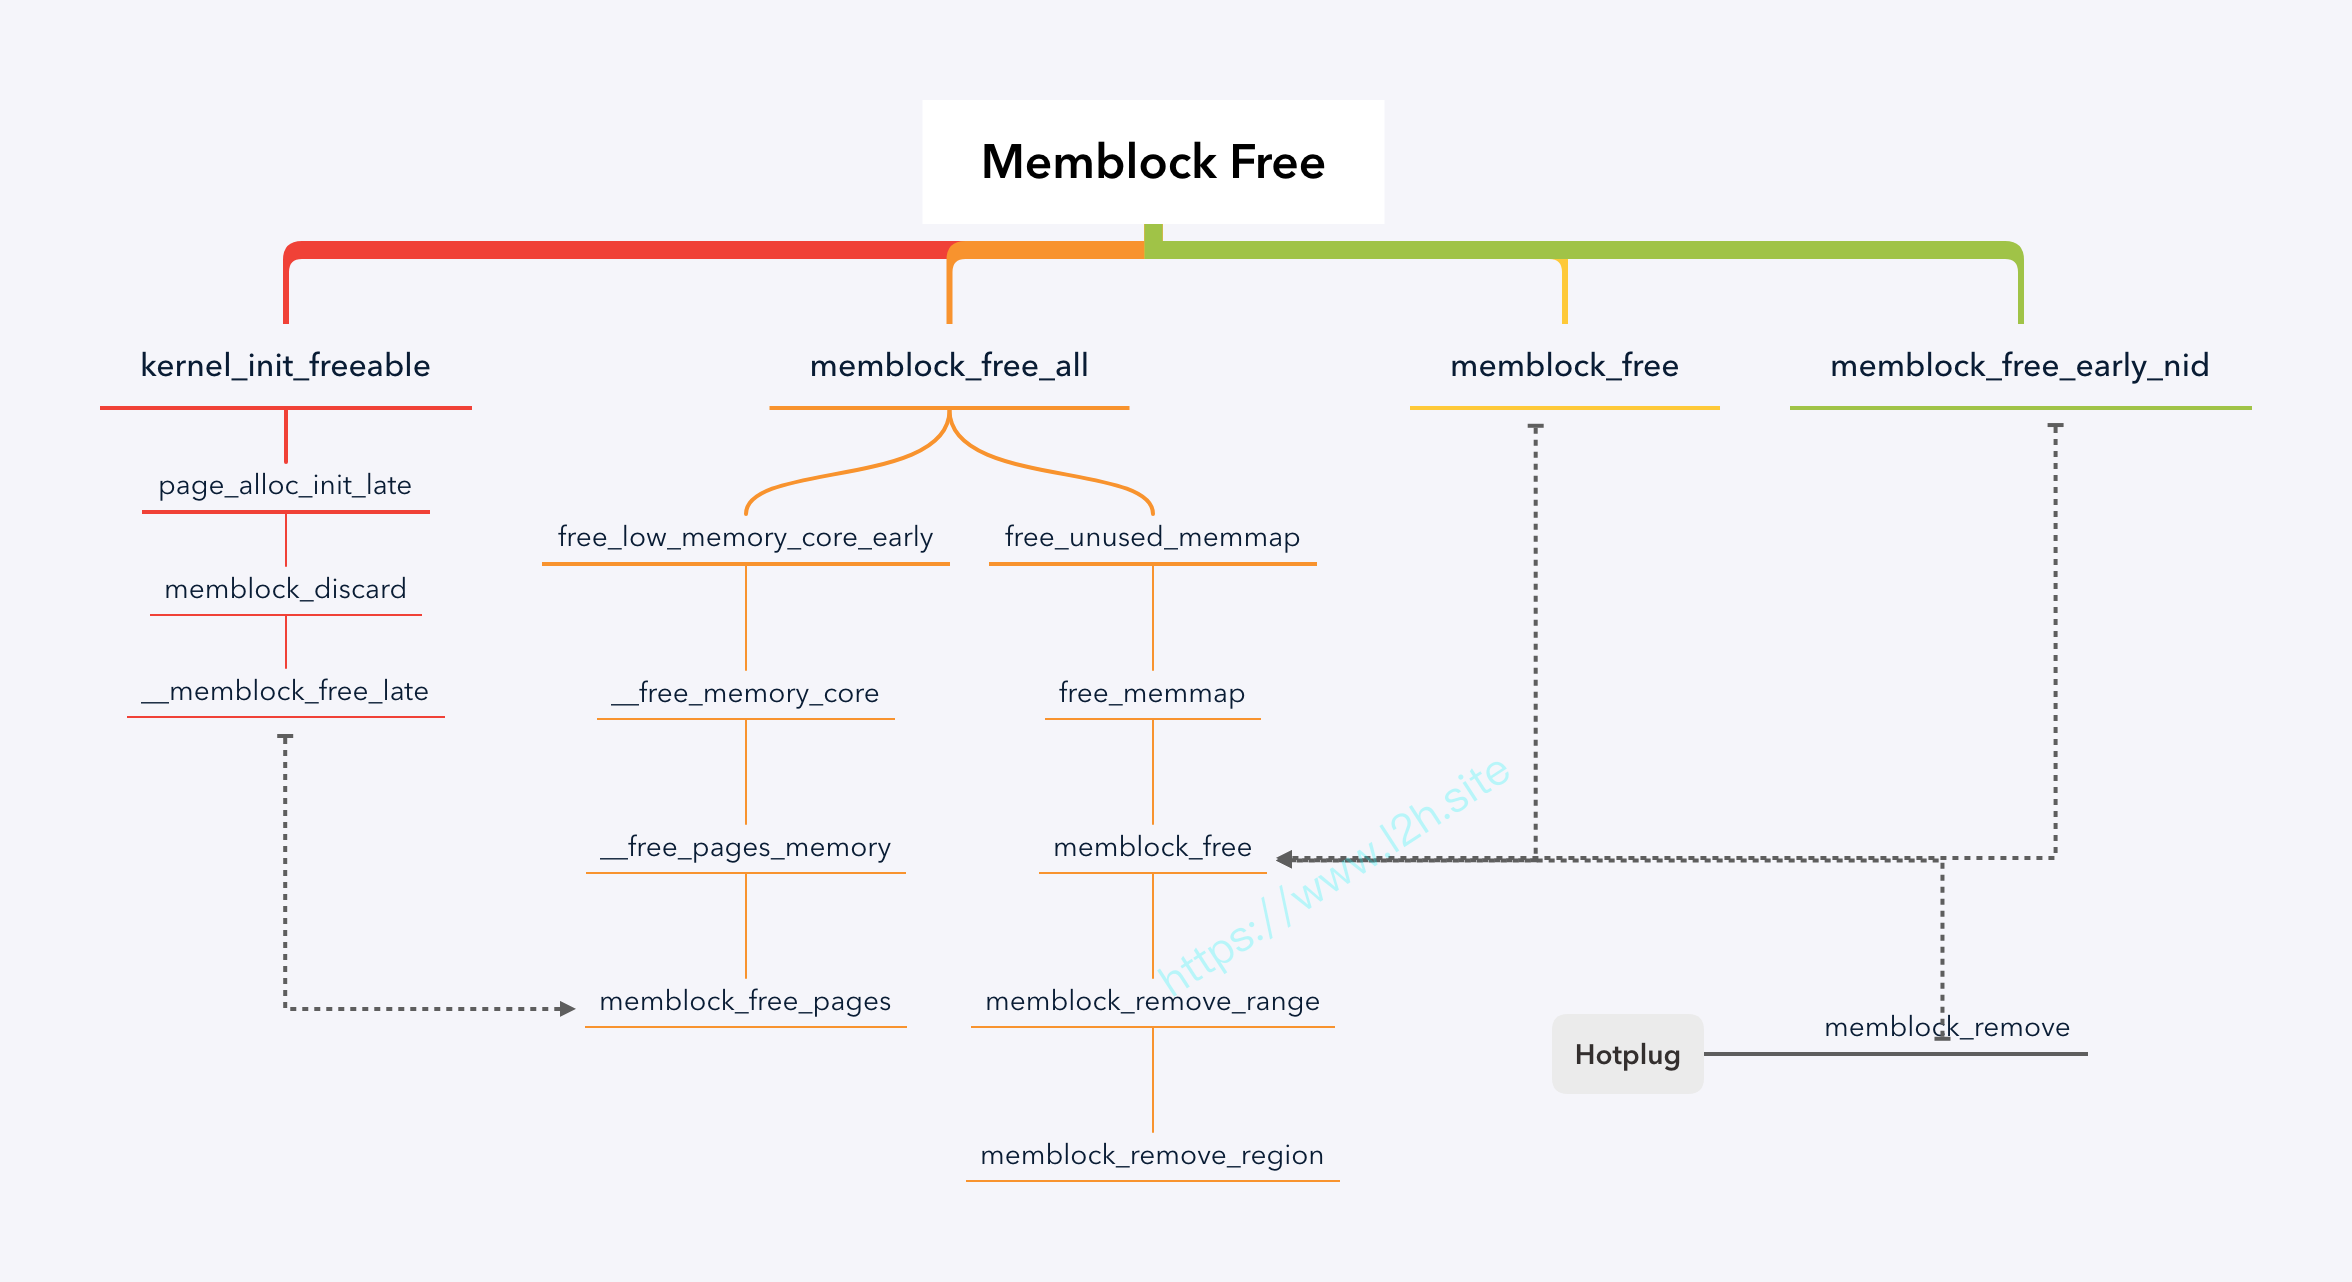 Memblock Free
kernel_init_freeable
memblock_free_all
memblock_free
memblock_free_early_nid
page_alloc_init_late
memblock_discard
__memblock_free_late
free_low_memory_core_early
__free_memory_core
__free_pages_memory
memblock_free_pages
free_unused_memmap
free_memmap
memblock_free
memblock_remove_range
memblock_remove_region
Hotplug
memblock_remove
https://www.l2h.site